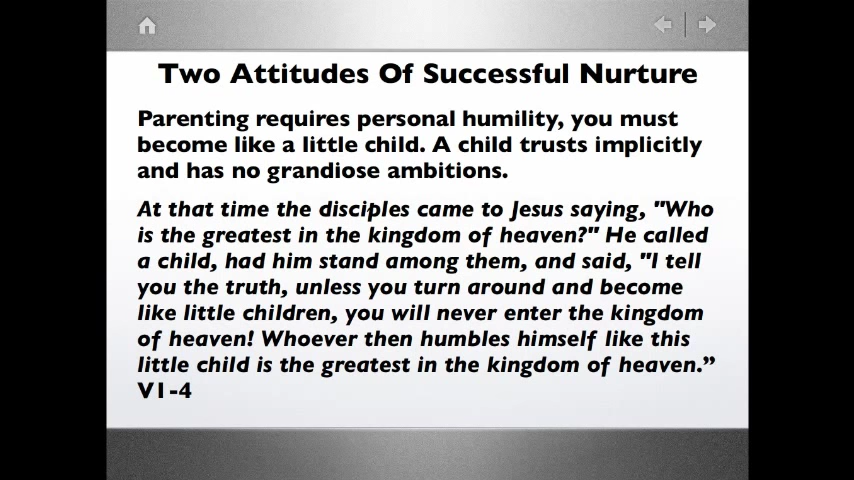 Two Attitudes Of Successful Nurture
Parenting requires personal humility, you must
become like a little child. A child trusts implicitly
and has no grandiose ambitions.
At that time the disciples came to Jesus saying, "Who
is the greatest in the kingdom of heaven?" He called
a child, had him stand among them, and said, "I tell
you the truth, unless you turn around and become
like little children, you will never enter the kingdom
of heaven! Whoever then humbles himself like this
little child is the greatest in the kingdom of heaven.”
V1-4